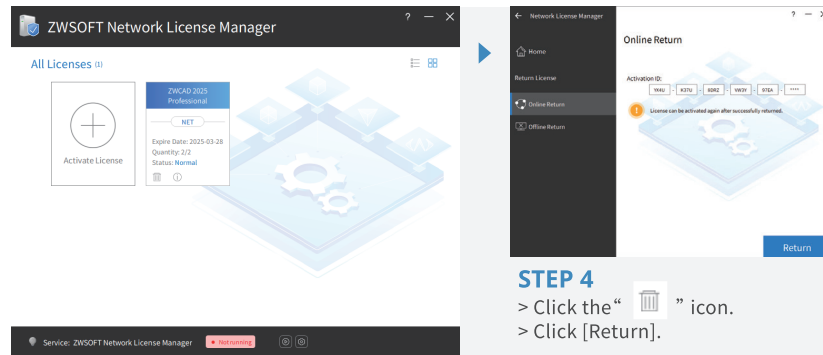 ZWSOFT Network License Manager
?
All Licenses (1)
Activate License
ZWCAD 2025
Professional
NET
Expire Date: 2025-03-28
Quantity: 2/2
Status: Normal
Service: ZWSOFT Network License Manager
Not running
Network License Manager
?
Home
Return License
Online Return
Offline Return
Online Return
Activation ID:
- K37U - - VW3Y - 97EA - ****
License can be activated again after successfully returned.
Return
STEP 4
> Click the“ ” icon.
> Click [Return].